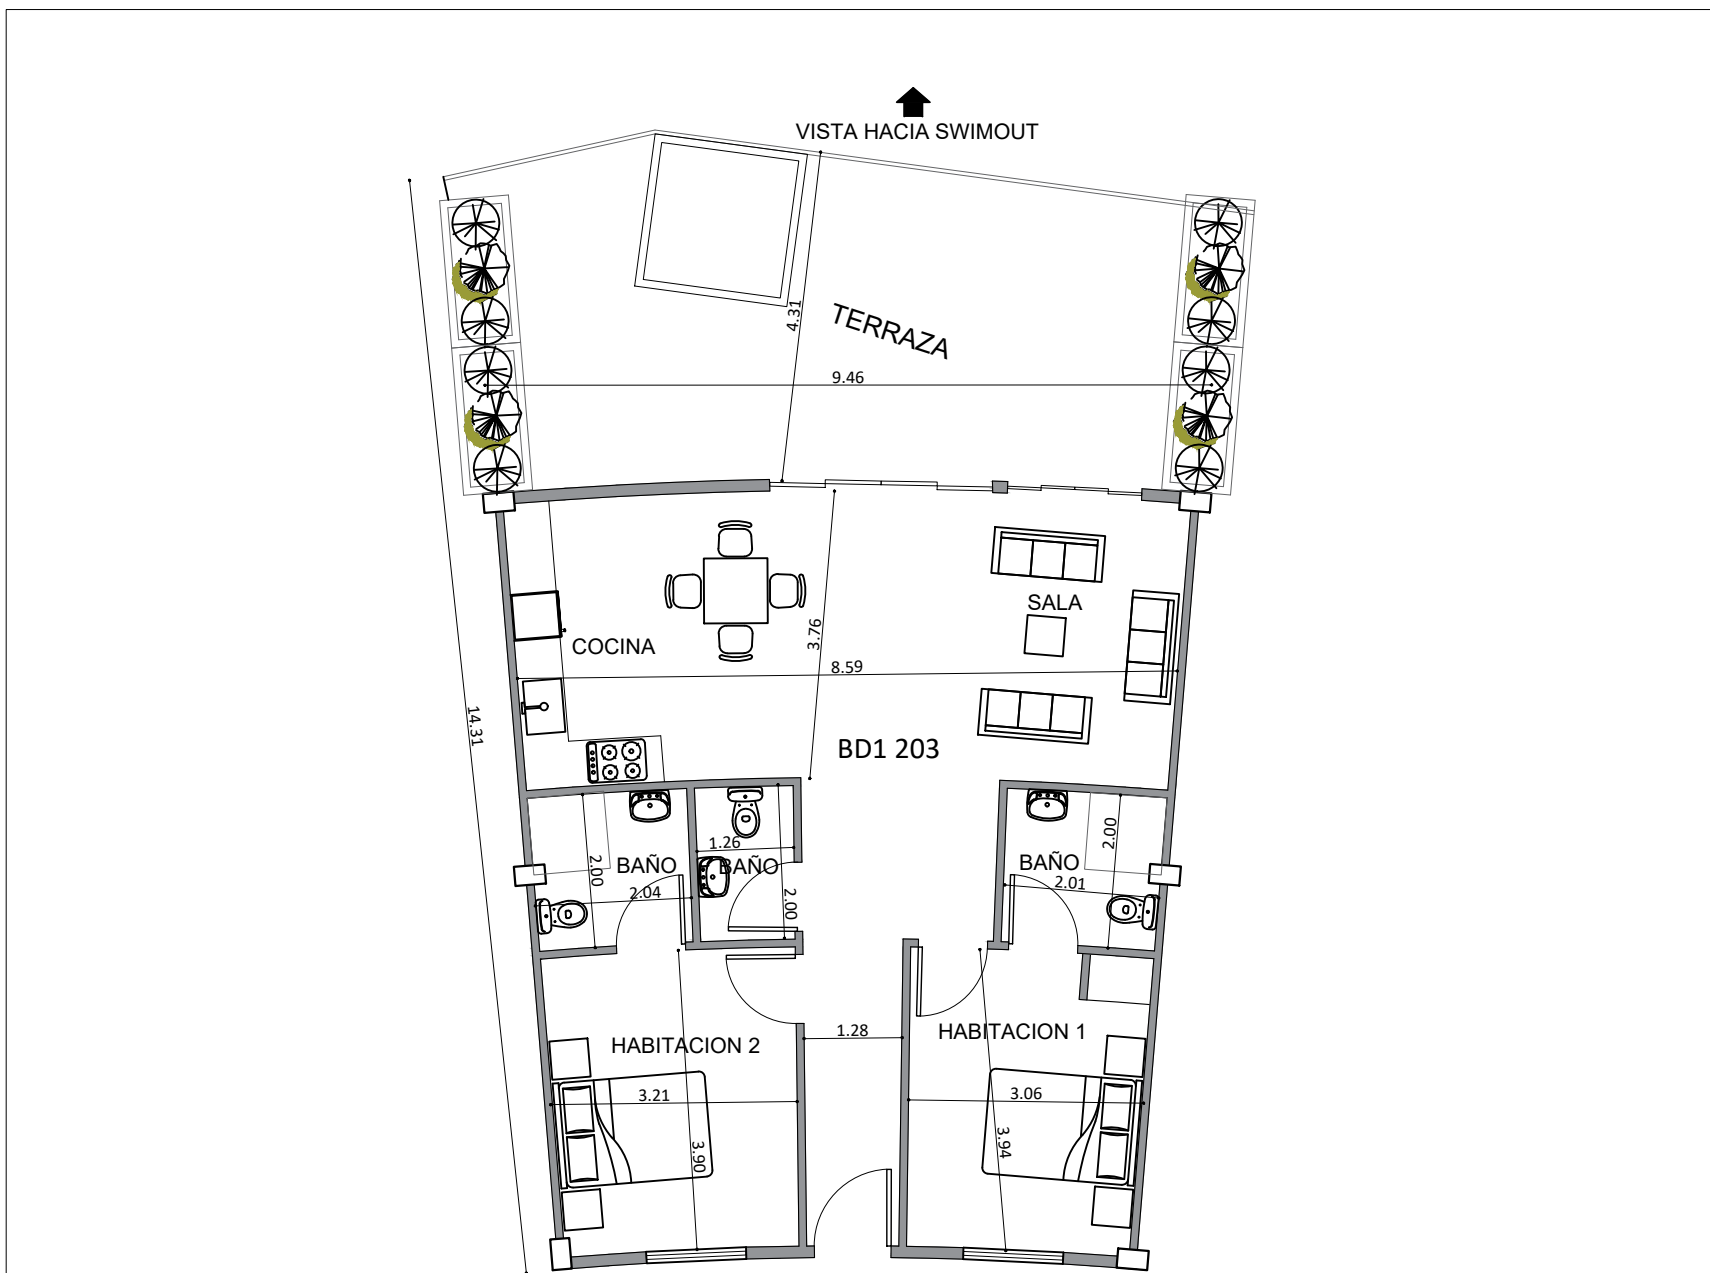 VISTA HACIA SWIMOUT
4.31
TERRAZA
9.46
COCINA
SALA
3.76
8.59
14.31
BD1 203
BAÑO
2.00
2.04
1.26
BAÑO
2.00
BAÑO
2.00
2.01
HABITACION 2
1.28
HABITACION 1
3.21
3.90
3.06
3.94